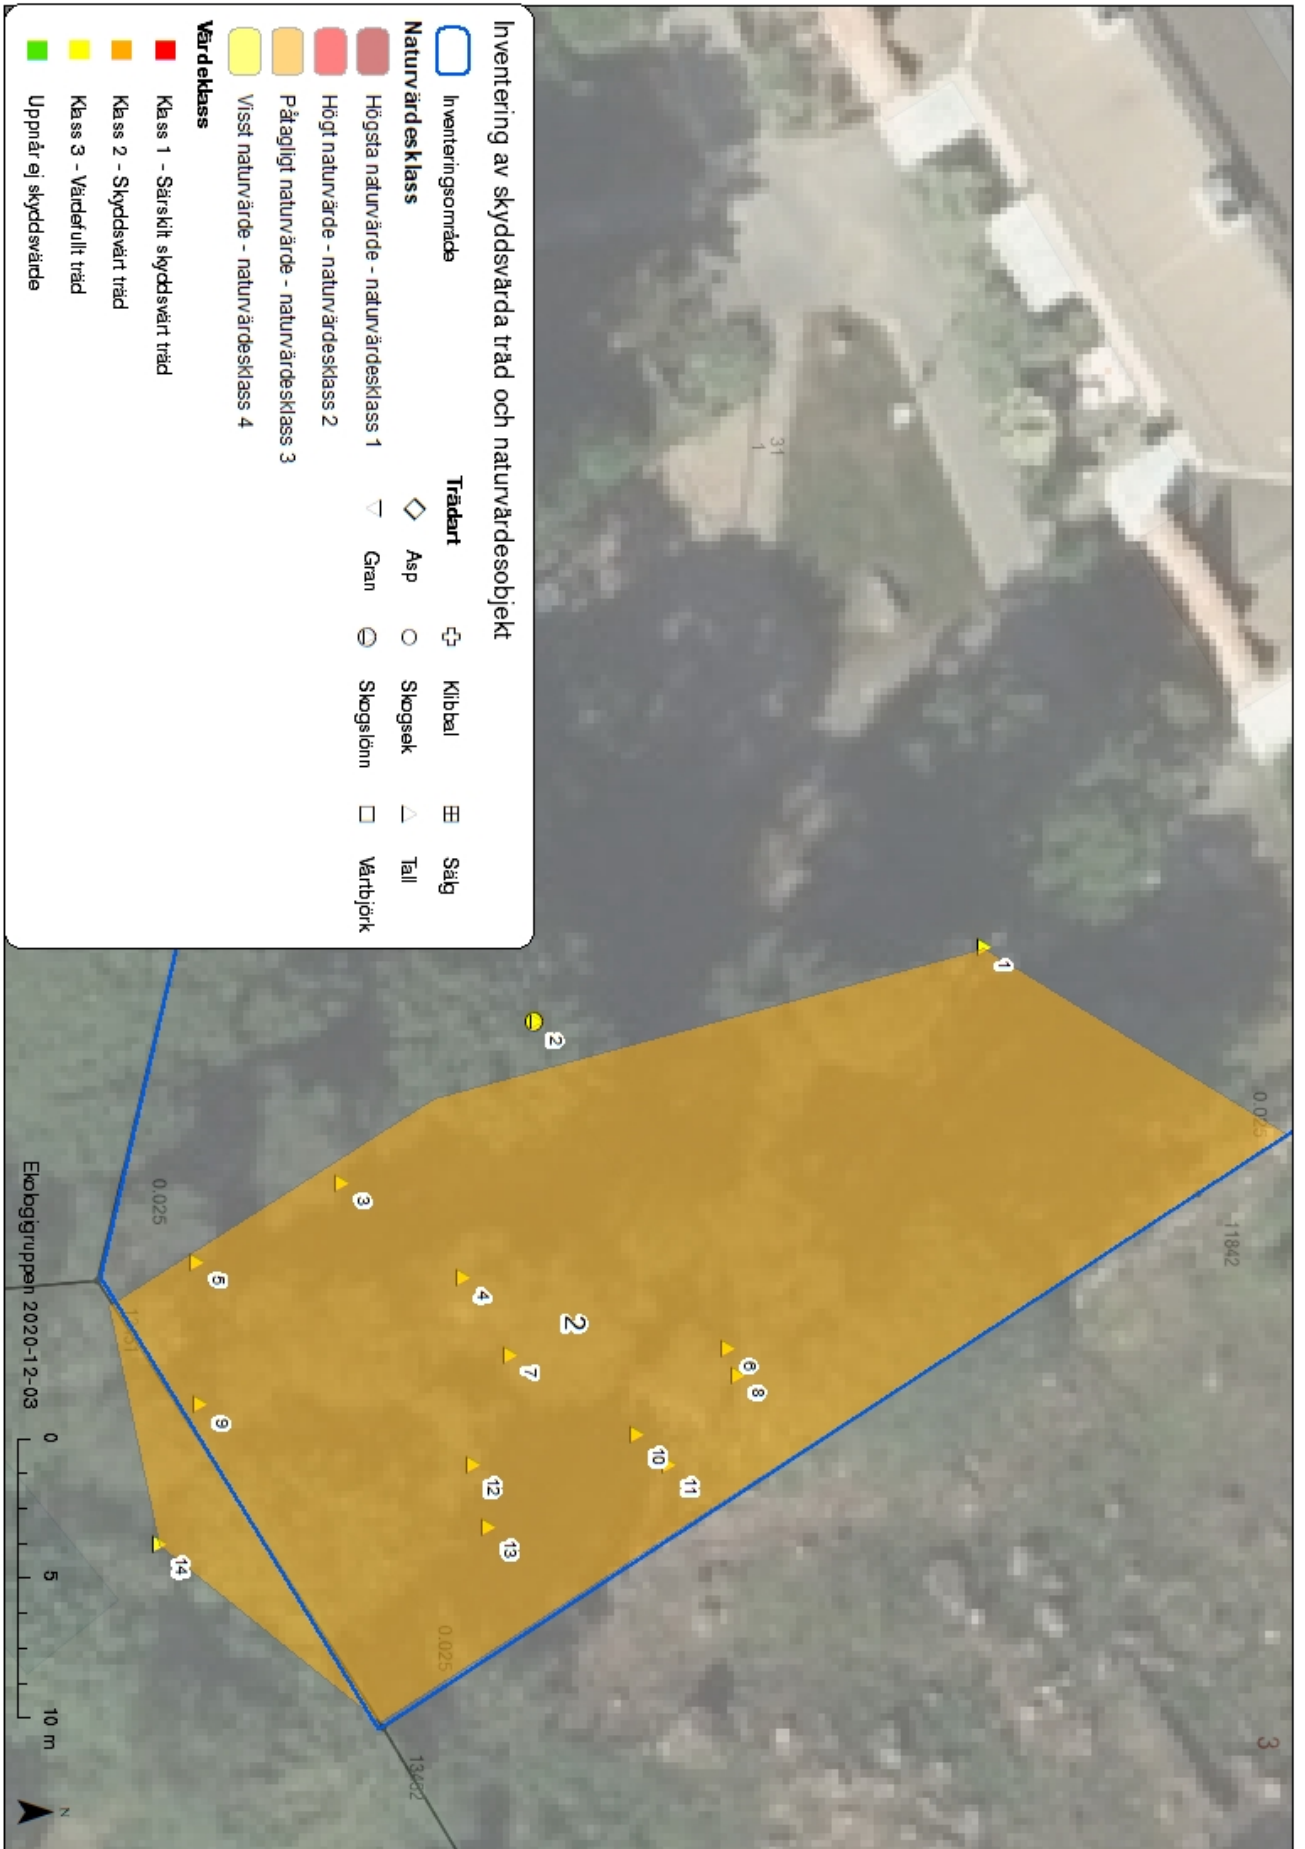 Inventering av skyddsvärda träd och naturvärdesobjekt
Inventeringsområde
Naturvärdesklass
Högsta naturvärde - naturvärdesklass 1
Högt naturvärde - naturvärdesklass 2
Påtagligt naturvärde - naturvärdesklass 3
Visst naturvärde - naturvärdesklass 4
Värdeklass
Klass 1 - Särskilt skyddsvärt träd
Klass 2 - Skyddsvärt träd
Klass 3 - Värdefullt träd
Uppnår ej skyddsvärde
Trädart
Asp
Gran
Klibbal
Skogsek
Skogslönn
Sälg
Tall
Vårtbjörk
31
1
1
2
3
4
5
6
7
8
9
10
11
12
13
14
2
0.025
11842
0.025
0.025
13482
3
Ekologigruppen 2020-12-03
0 5 10 m
N